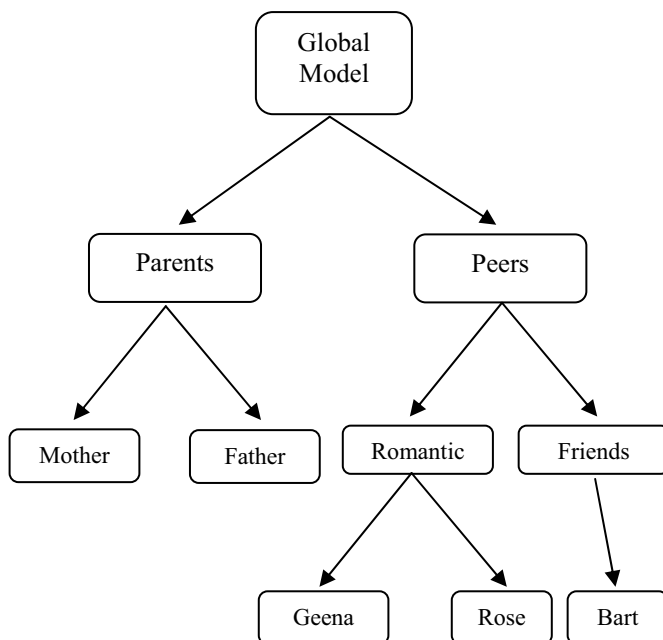 Global
Model
Parents
Peers
Mother
Father
Romantic
Friends
Geena
Rose
Bart